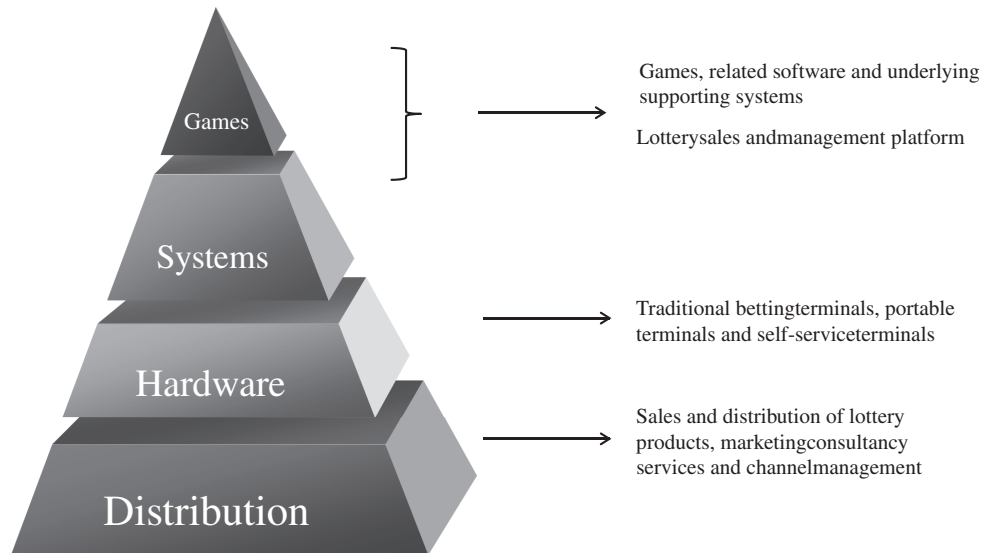 Games
Games, related software and underlying
supporting systems
Lotterysales andmanagement platform
Systems
Traditional bettingterminals, portable
terminals and self-serviceterminals
Hardware
Sales and distribution of lottery
products, marketingconsultancy
services and channelmanagement
Distribution